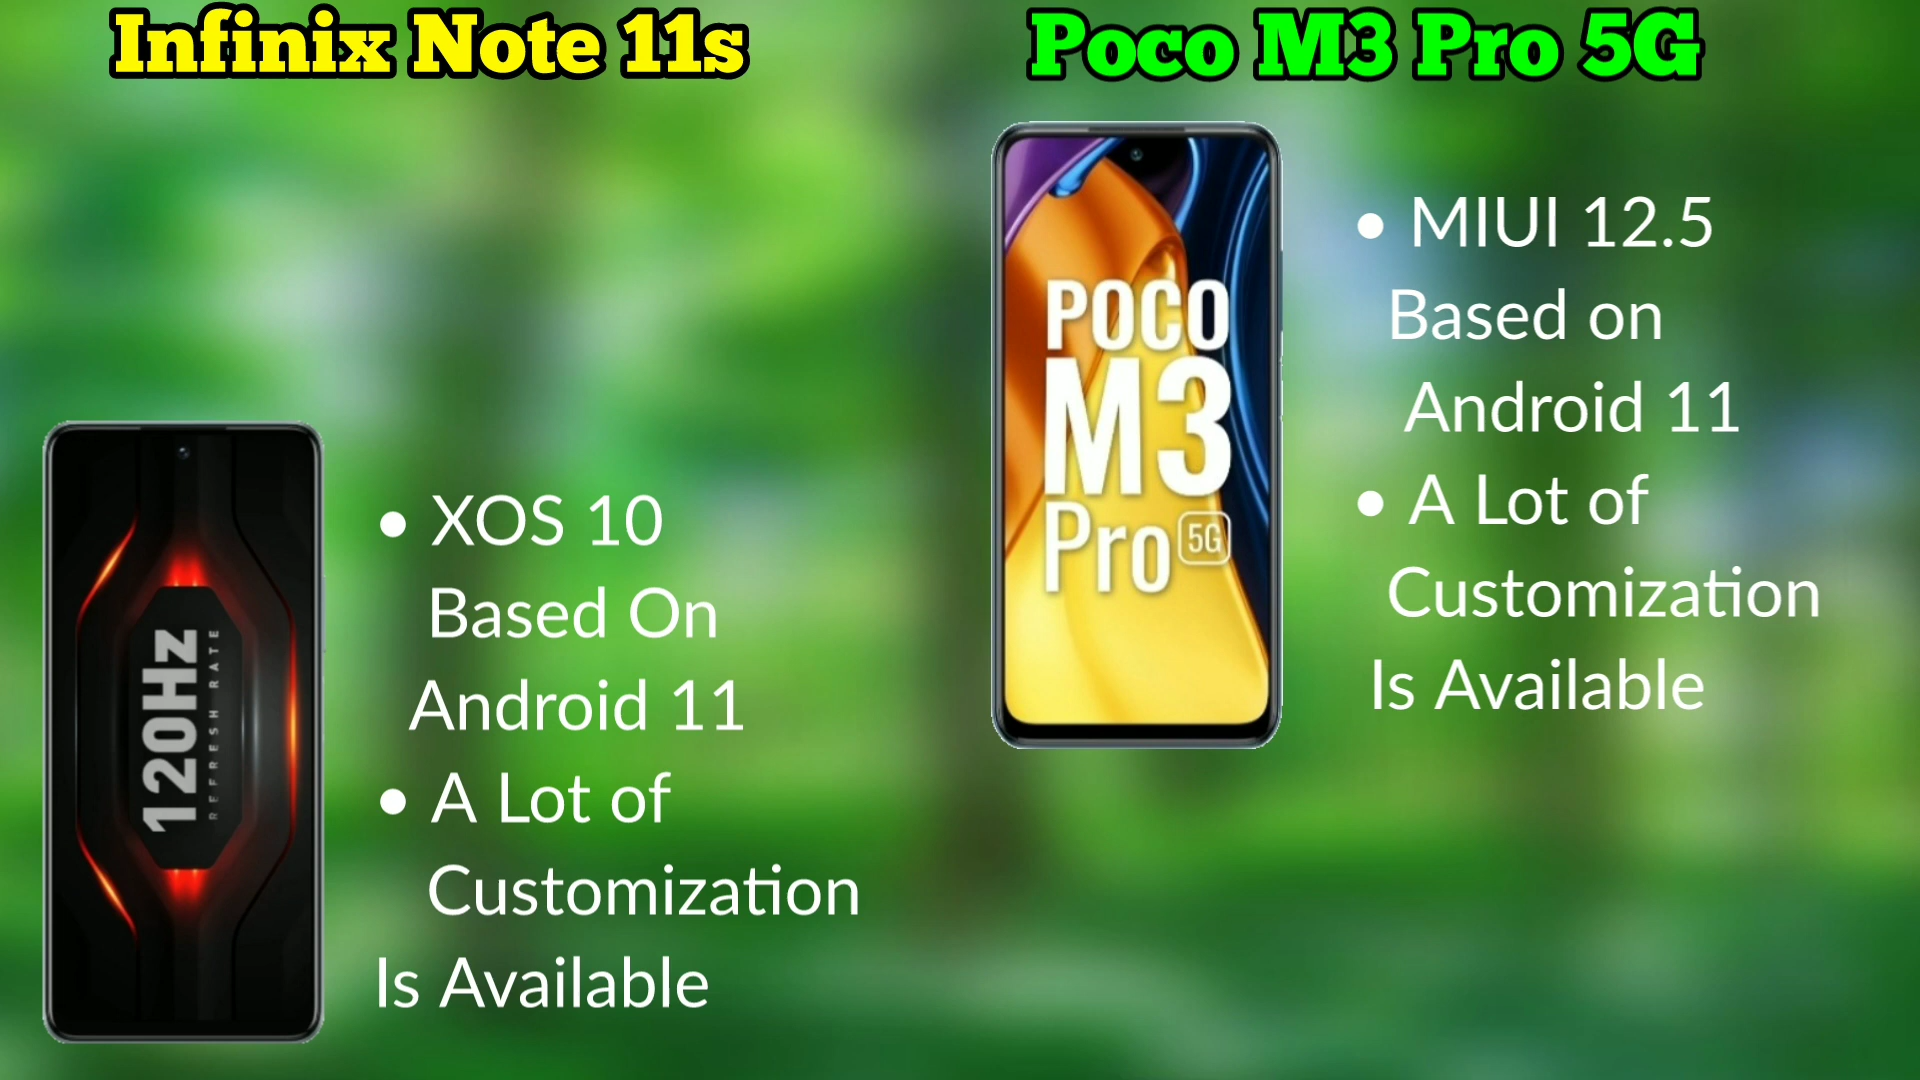 Infinix Note 11s
120Hz
REFRESH RATE
• XOS 10
Based On
Android 11
• A Lot of
Customization
Is Available
Poco M3 Pro 5G
POCO
M3
Pro 5G
• MIUI 12.5
Based on
Android 11
• A Lot of
Customization
Is Available